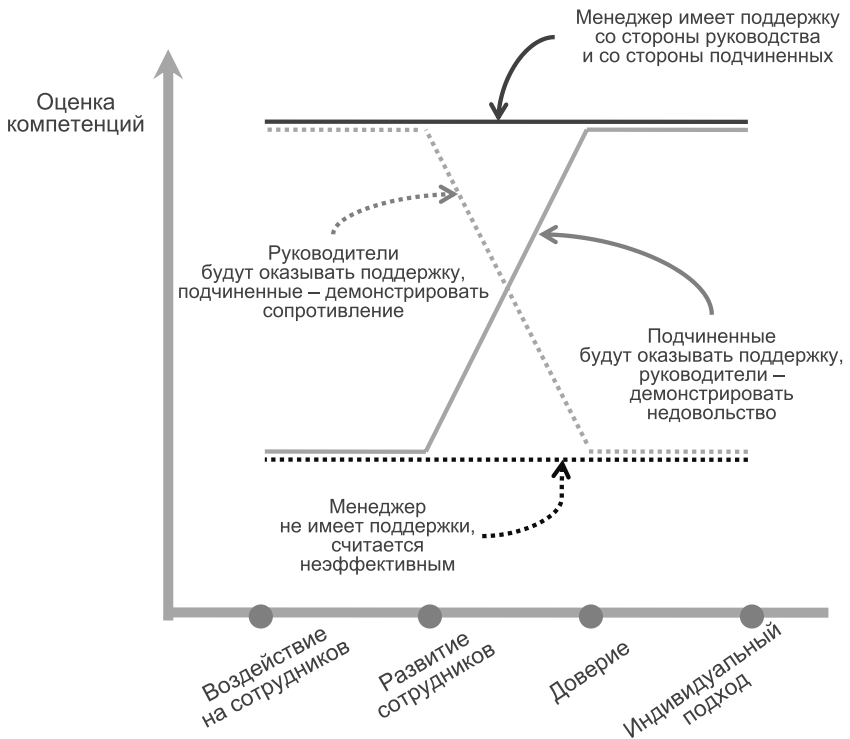 Менеджер имеет поддержку
со стороны руководства
и со стороны подчиненных
Оценка
компетенций
Руководители
будут оказывать поддержку,
подчиненные – демонстрировать
сопротивление
Подчиненные
будут оказывать поддержку,
руководители –
демонстрировать
недовольство
Менеджер
не имеет поддержки,
считается
неэффективным
Воздействие
на сотрудников
Развитие
сотрудников
Доверие
Индивидуальный
подход